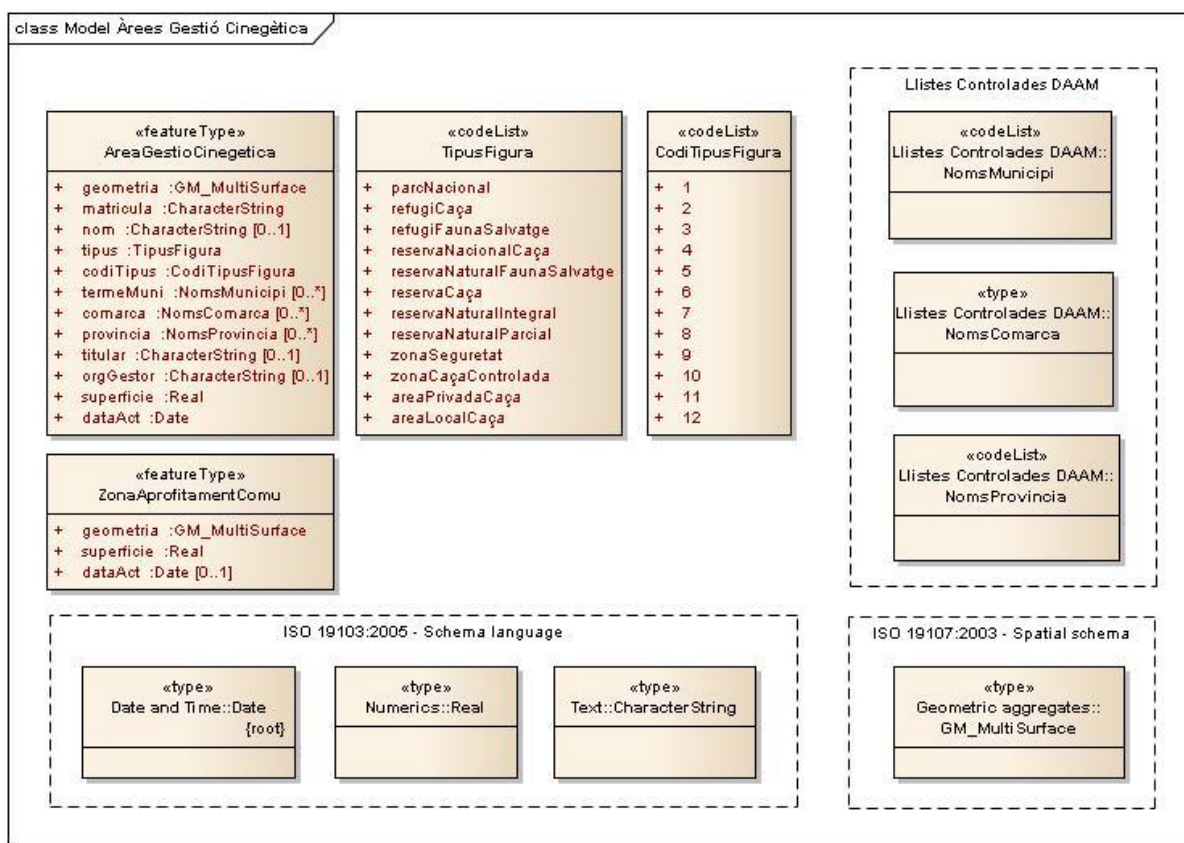 class Model Àrees Gestió Cinegètica
«featureType»
AreaGestioCinegetica
+ geometria :GM_MultiSurface
+ matricula :CharacterString
+ nom :CharacterString [0..1]
+ tipus :TipusFigura
+ codiTipus :CodiTipusFigura
+ termeMuni :NomsMunicipi [0..*]
+ comarca :NomsComarca [0..*]
+ provincia :NomsProvincia [0..*]
+ titular :CharacterString [0..1]
+ orgGestor :CharacterString [0..1]
+ superficie :Real
+ dataAct :Date
«codeList»
TipusFigura
+ parcNacional
+ refugiCaça
+ refugiFaunaSalvatge
+ reservaNacionalCaça
+ reservaNaturalFaunaSalvatge
+ reservaCaça
+ reservaNaturalIntegral
+ reservaNaturalParcial
+ zonaSeguretat
+ zonaCaçaControlada
+ areaPrivadaCaça
+ areaLocalCaça
«codeList»
CodiTipusFigura
+ 1
+ 2
+ 3
+ 4
+ 5
+ 6
+ 7
+ 8
+ 9
+ 10
+ 11
+ 12
Llistes Controlades DAAM
«codeList»
Llistes Controlades DAAM::
NomsMunicipi
«type»
Llistes Controlades DAAM::
NomsComarca
«codeList»
Llistes Controlades DAAM::
NomsProvincia
«featureType»
ZonaAprofitamentComu
+ geometria :GM_MultiSurface
+ superficie :Real
+ dataAct :Date [0..1]
ISO 19103:2005 - Schema language
«type»
Date and Time::Date
{root}
«type»
Numerics::Real
«type»
Text::CharacterString
ISO 19107:2003 - Spatial schema
«type»
Geometric aggregates::
GM_MultiSurface